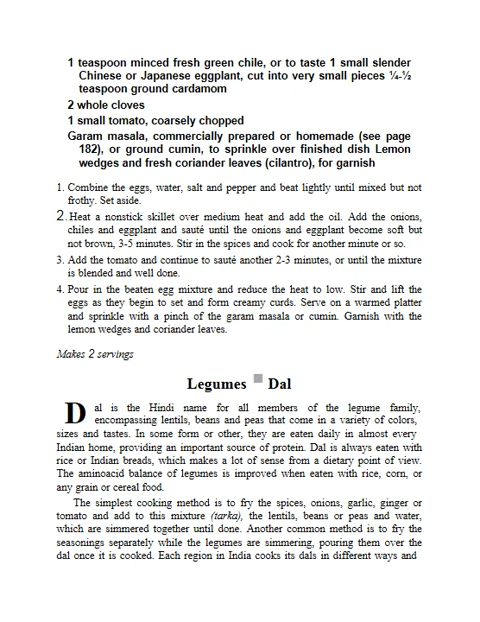 1 teaspoon minced fresh green chile, or to taste 1 small slender
Chinese or Japanese eggplant, cut into very small pieces ¼-½
teaspoon ground cardamom
2 whole cloves
1 small tomato, coarsely chopped
Garam masala, commercially prepared or homemade (see page
182), or ground cumin, to sprinkle over finished dish Lemon
wedges and fresh coriander leaves (cilantro), for garnish
1. Combine the eggs, water, salt and pepper and beat lightly until mixed but not
frothy. Set aside.
2. Heat a nonstick skillet over medium heat and add the oil. Add the onions,
chiles and eggplant and sauté until the onions and eggplant become soft but
not brown, 3-5 minutes. Stir in the spices and cook for another minute or so.
3. Add the tomato and continue to sauté another 2-3 minutes, or until the mixture
is blended and well done.
4. Pour in the beaten egg mixture and reduce the heat to low. Stir and lift the
eggs as they begin to set and form creamy curds. Serve on a warmed platter
and sprinkle with a pinch of the garam masala or cumin. Garnish with the
lemon wedges and coriander leaves.
Makes 2 servings
Legumes ■ Dal
Dal is the Hindi name for all members of the legume family,
encompassing lentils, beans and peas that come in a variety of colors,
sizes and tastes. In some form or other, they are eaten daily in almost every
Indian home, providing an important source of protein. Dal is always eaten with
rice or Indian breads, which makes a lot of sense from a dietary point of view.
The aminoacid balance of legumes is improved when eaten with rice, corn, or
any grain or cereal food.
The simplest cooking method is to fry the spices, onions, garlic, ginger or
tomato and add to this mixture (tarka), the lentils, beans or peas and water,
which are simmered together until done. Another common method is to fry the
seasonings separately while the legumes are simmering, pouring them over the
dal once it is cooked. Each region in India cooks its dals in different ways and